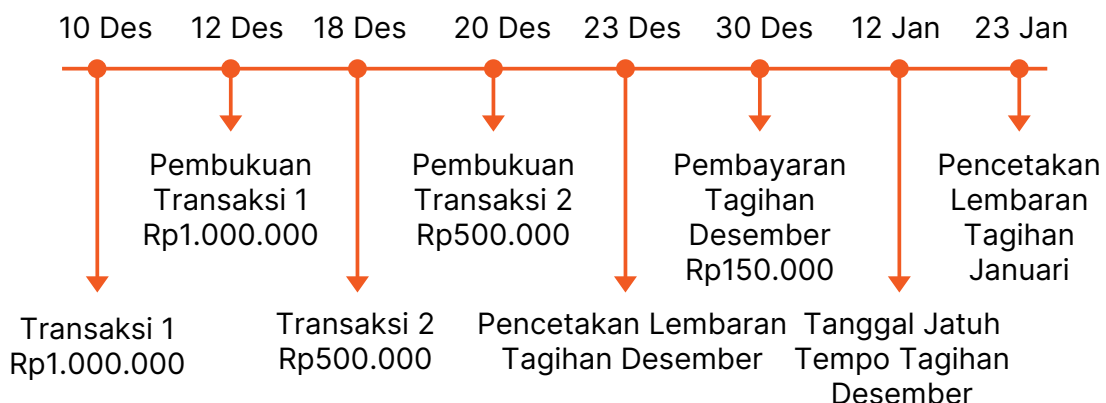 10 Des
12 Des
18 Des
20 Des
23 Des
30 Des
12 Jan
23 Jan
Pembukuan
Transaksi 1
Rp1.000.000
Pembukuan
Transaksi 2
Rp500.000
Pembayaran
Tagihan
Desember
Rp150.000
Pencetakan
Lembaran
Tagihan
Januari
Transaksi 1
Rp1.000.000
Transaksi 2
Rp500.000
Pencetakan Lembaran
Tagihan Desember
Tanggal Jatuh
Tempo Tagihan
Desember